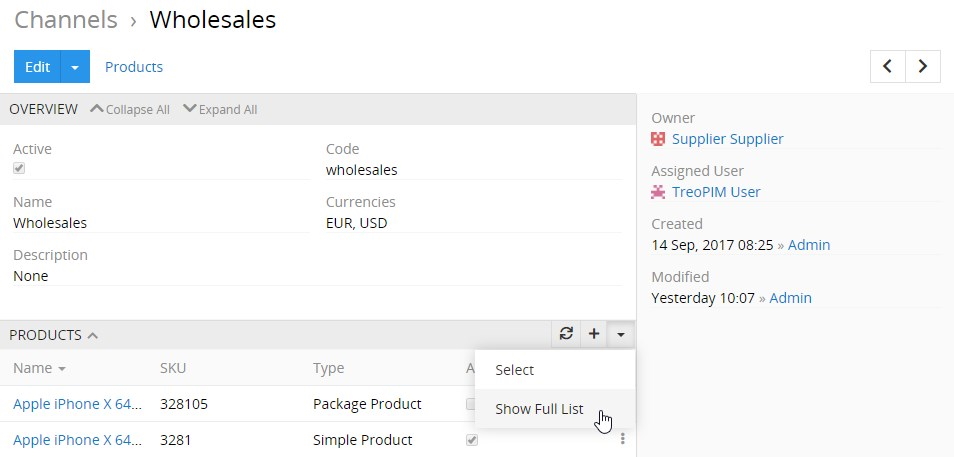 Channels › Wholesales
Edit Products
OVERVIEW Collapse All Expand All
Active Code
wholesales
Name Currencies
Wholesales EUR, USD
Description
None
Owner
Supplier Supplier
Assigned User
TreoPIM User
Created
14 Sep, 2017 08:25 » Admin
Modified
Yesterday 10:07 » Admin
PRODUCTS
Name SKU Type
Apple iPhone X 64... 328105 Package Product
Apple iPhone X 64... 3281 Simple Product
Select
Show Full List